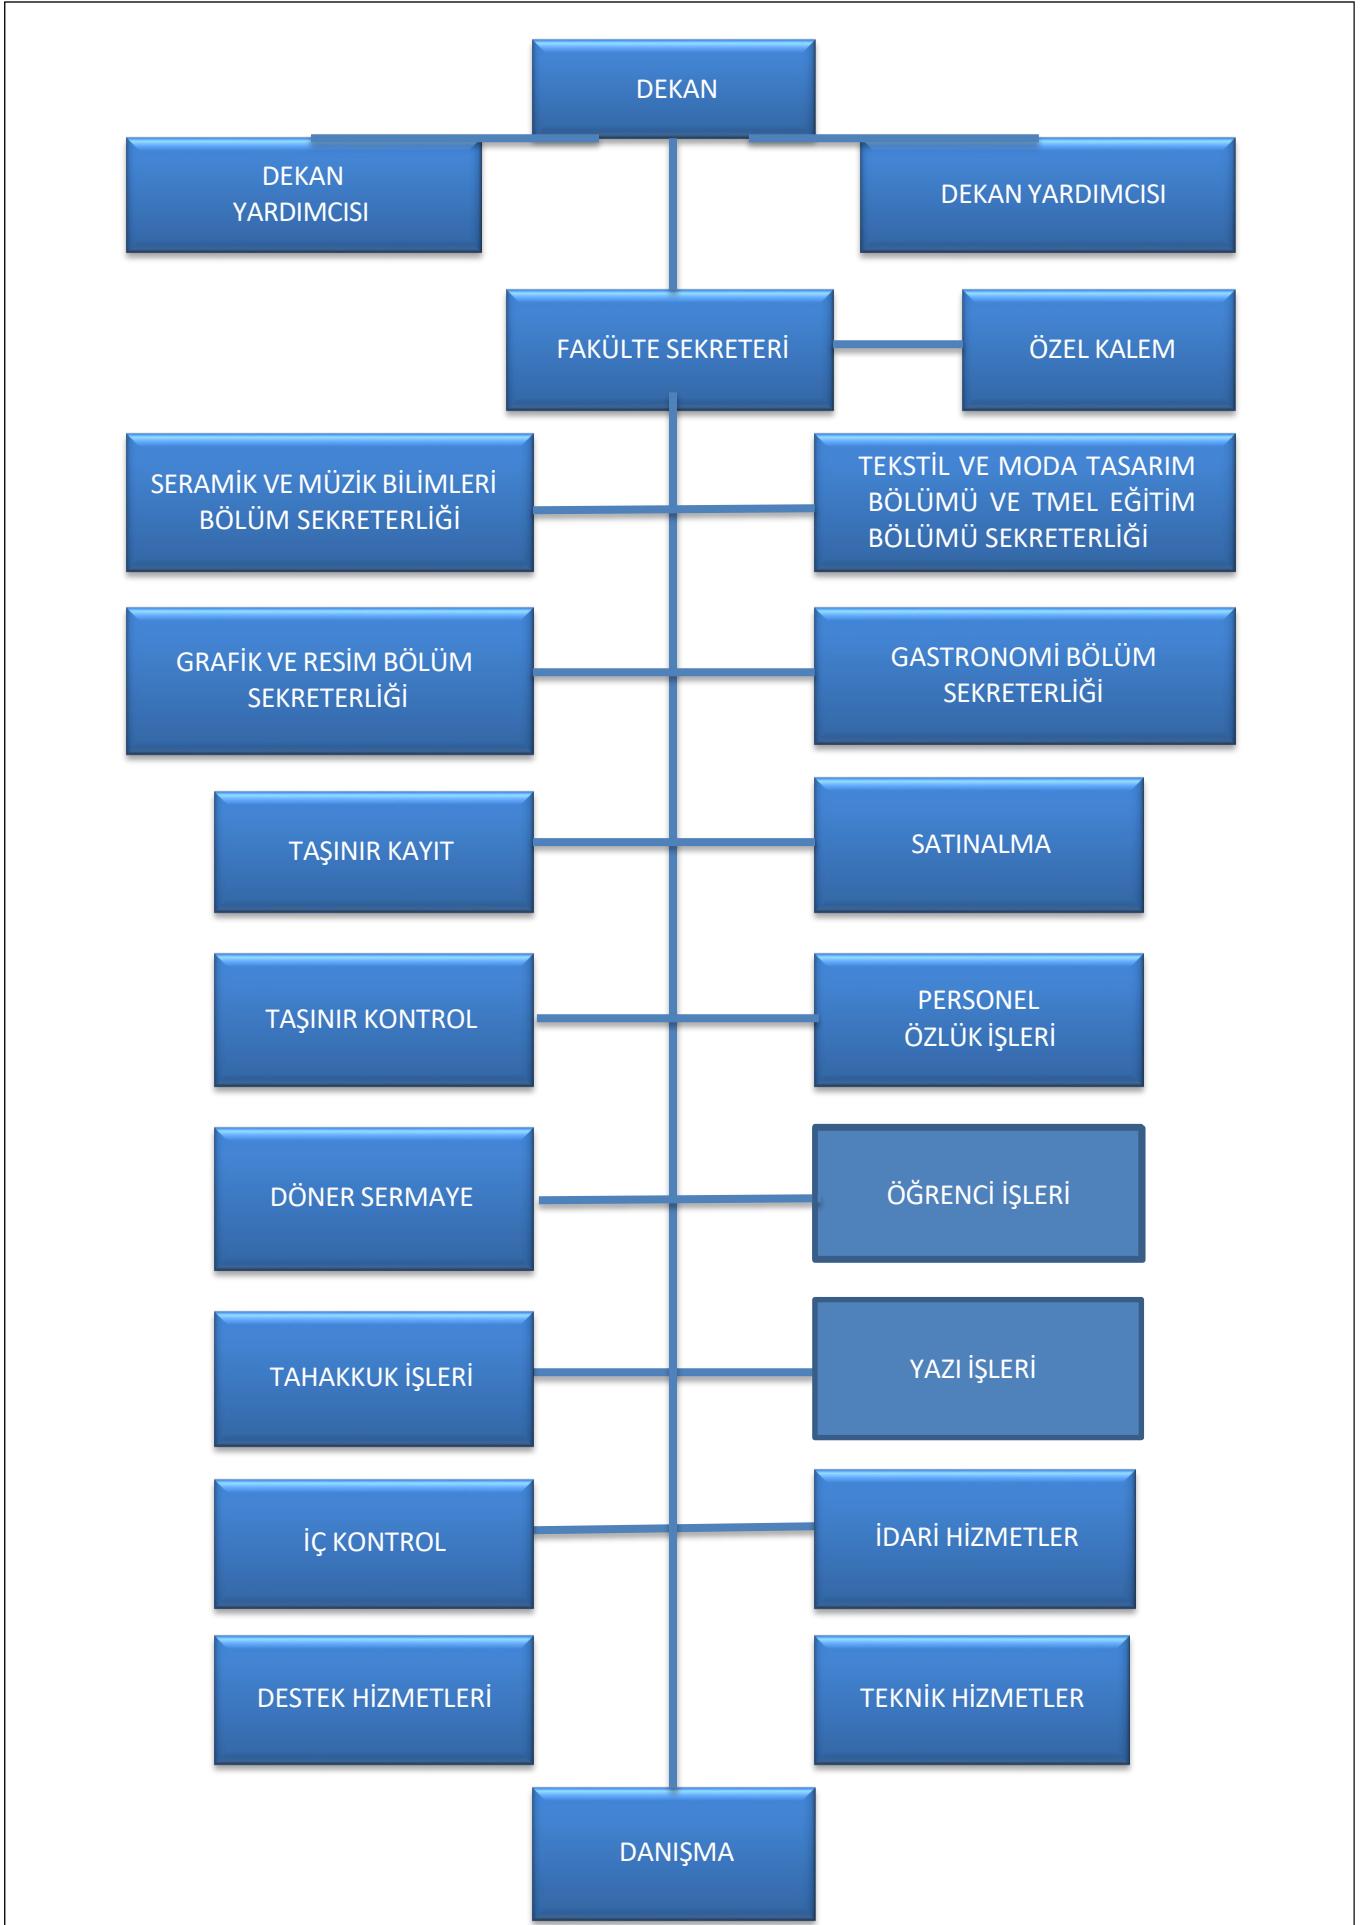 DEKAN
DEKAN
YARDIMCISI
DEKAN YARDIMCISI
FAKÜLTE SEKRETERİ
ÖZEL KALEM
SERAMİK VE MÜZİK BİLİMLERİ
BÖLÜM SEKRETERLİĞİ
TEKSTİL VE MODA TASARIM
BÖLÜMÜ VE TMEL EĞİTİM
BÖLÜMÜ SEKRETERLİĞİ
GRAFİK VE RESİM BÖLÜM
SEKRETERLİĞİ
GASTRONOMİ BÖLÜM
SEKRETERLİĞİ
TAŞINIR KAYIT
SATINALMA
TAŞINIR KONTROL
PERSONEL
ÖZLÜK İŞLERİ
DÖNER SERMAYE
ÖĞRENCİ İŞLERİ
TAHAKKUK İŞLERİ
YAZI İŞLERİ
İÇ KONTROL
İDARİ HİZMETLER
DESTEK HİZMETLERİ
TEKNİK HİZMETLER
DANIŞMA